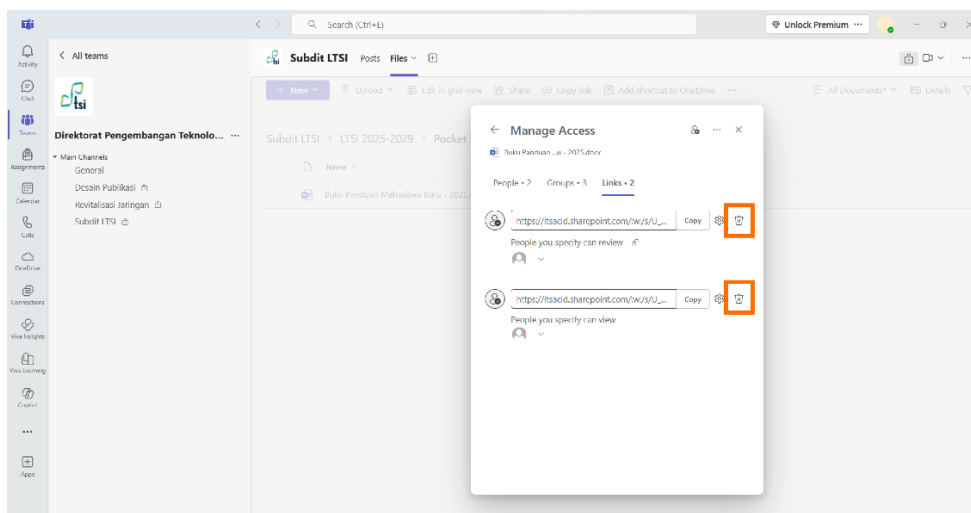 Search (Ctrl+E)
Unlock Premium ···
Activity
Chat
Teams
Assignments
Calendar
Calls
OneDrive
Connections
Viva Insights
Viva Learning
Copilot
Apps
All teams
tsi
Direktorat Pengembangan Teknolo... ···
Main Channels
General
Desain Publikasi
Revitalisasi Jaringan
Subdit LTSI
Subdit LTSI Posts Files
New Upload Edit in grid view Share Copy link Add shortcut to OneDrive ··· All Documents* Details
Subdit LTSI > LTSI 2025-2029 > Pocket
Name
Buku Panduan Mahasiswa Baru - 2025.
Manage Access
Buku Panduan ... - 2025.docx
People • 2 Groups • 3 Links • 2
https://itsacid.sharepoint.com/:w:/s/U_... Copy
People you specify can review
https://itsacid.sharepoint.com/:w:/s/U_... Copy
People you specify can view